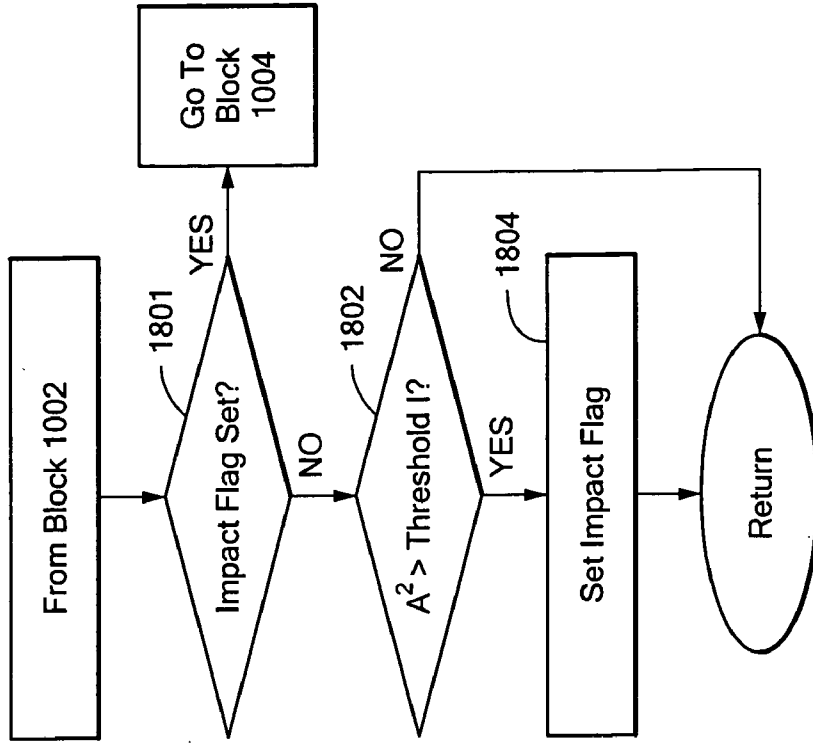 From Block 1002
1801
Impact Flag Set?
YES
Go To
Block
1004
NO
1802
A² > Threshold I?
NO
YES
1804
Set Impact Flag
Return